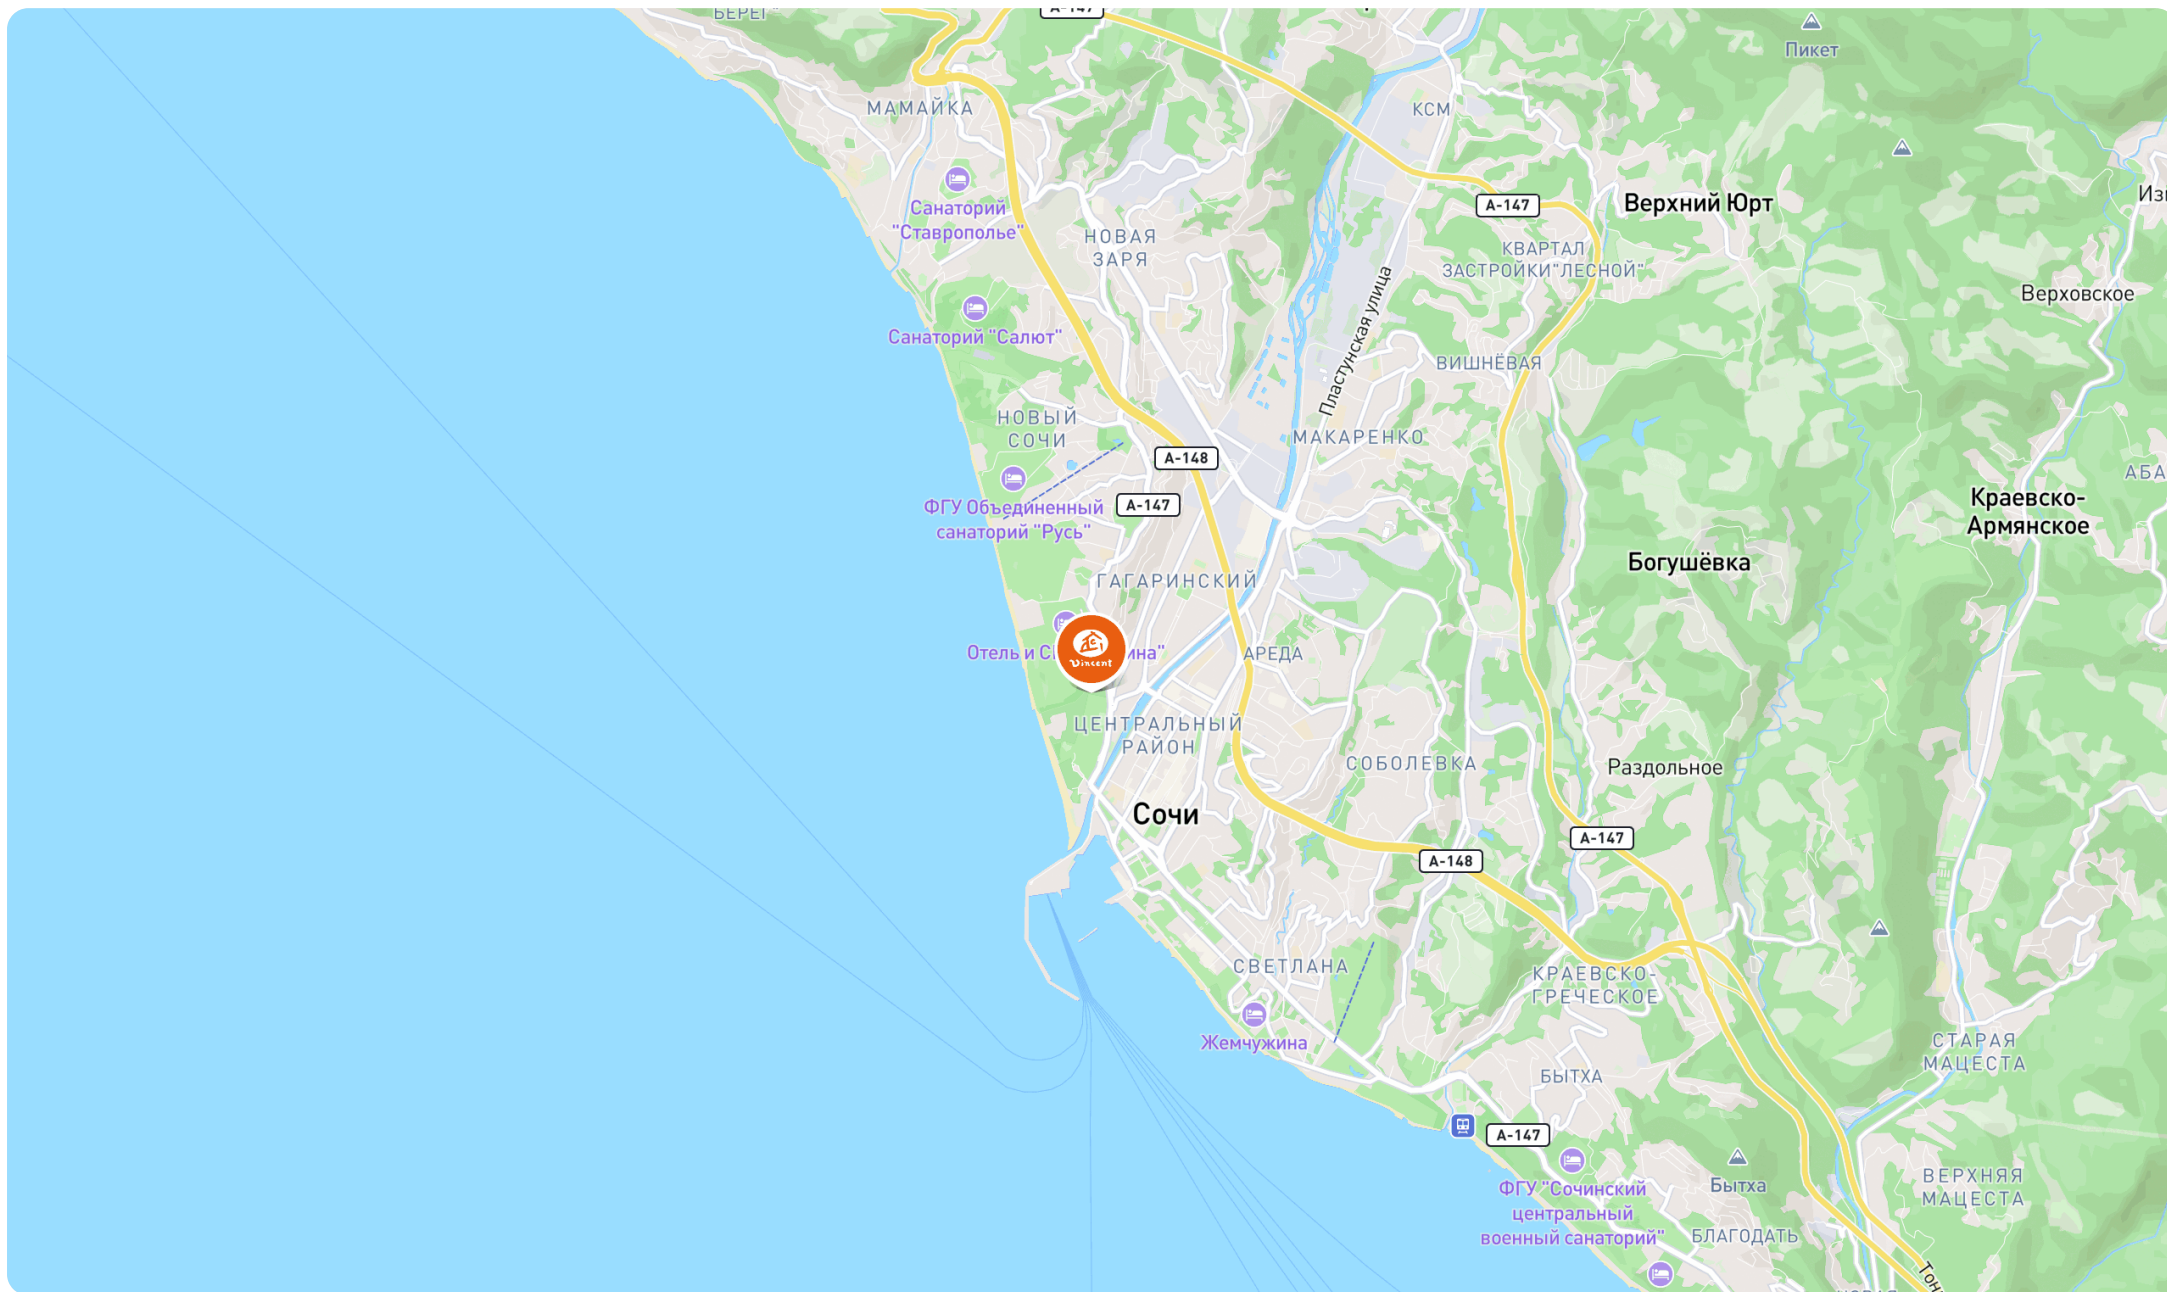 БЕРЕГ"
А-147
Пикет
МАМАЙКА
КСМ
Санаторий
"Ставрополье"
Верхний Юрт
А-147
НОВАЯ
ЗАРЯ
КВАРТАЛ
ЗАСТРОЙКИ"ЛЕСНОЙ"
Верховское
Санаторий "Салют"
Пластунская улица
ВИШНЁВАЯ
НОВЫЙ
СОЧИ
МАКАРЕНКО
А-148
А-147
ФГУ Объединенный
санаторий "Русь"
Краевско-
Армянское
Богушёвка
ГАГАРИНСКИЙ
Vincent
Отель и
АРЕДА
ЦЕНТРАЛЬНЫЙ
РАЙОН
СОБОЛЕВКА
Раздольное
Сочи
А-147
А-148
СВЕТЛАНА
КРАЕВСКО-
ГРЕЧЕСКОЕ
Жемчужина
СТАРАЯ
МАЦЕСТА
БЫТХА
А-147
ФГУ "Сочинский
центральный
военный санаторий"
Бытха
ВЕРХНЯЯ
МАЦЕСТА
БЛАГОДАТЬ